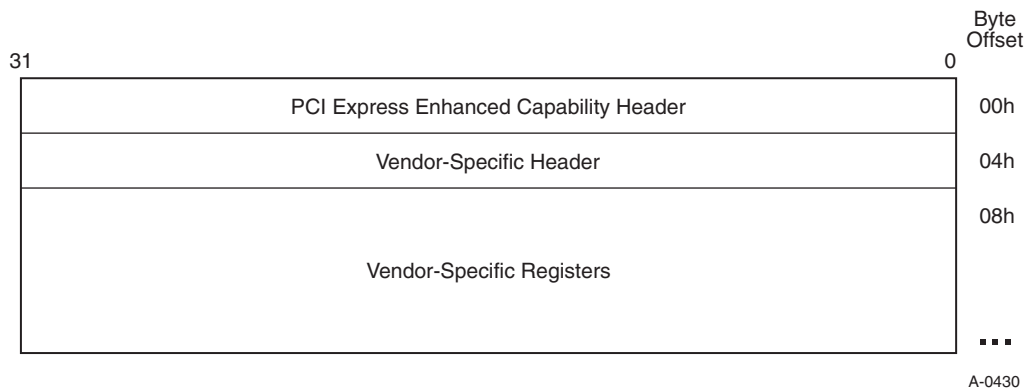 Byte
Offset
31 0
PCI Express Enhanced Capability Header 00h
Vendor-Specific Header 04h
08h
Vendor-Specific Registers
...
A-0430